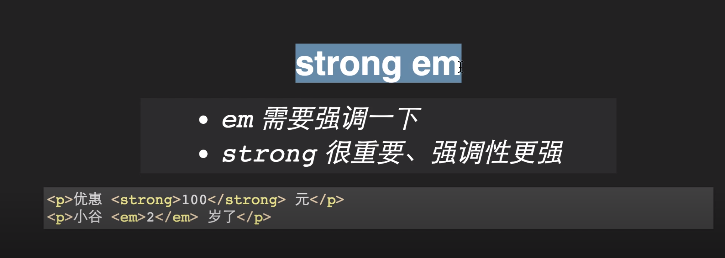 strong em
• em 需要强调一下
• strong 很重要、强调性更强
<p>优惠 <strong>100</strong> 元</p>
<p>小谷 <em>2</em> 岁了</p>